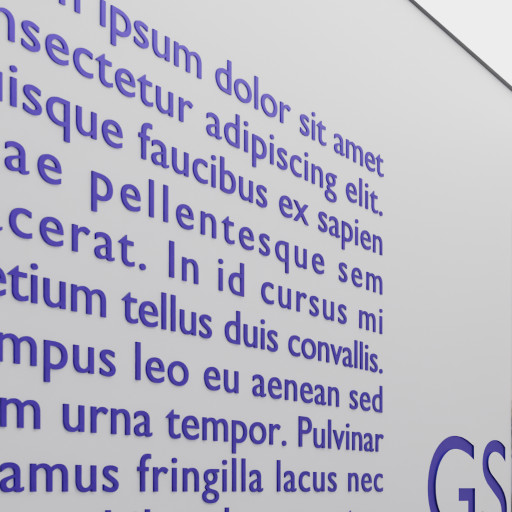 ipsum dolor sit amet
nsectetur adipiscing elit.
uisque faucibus ex sapien
ae pellentesque sem
cerat. In id cursus mi
etium tellus duis convallis.
mpus leo eu aenean sed
m urna tempor. Pulvinar
amus fringilla lacus nec
GS